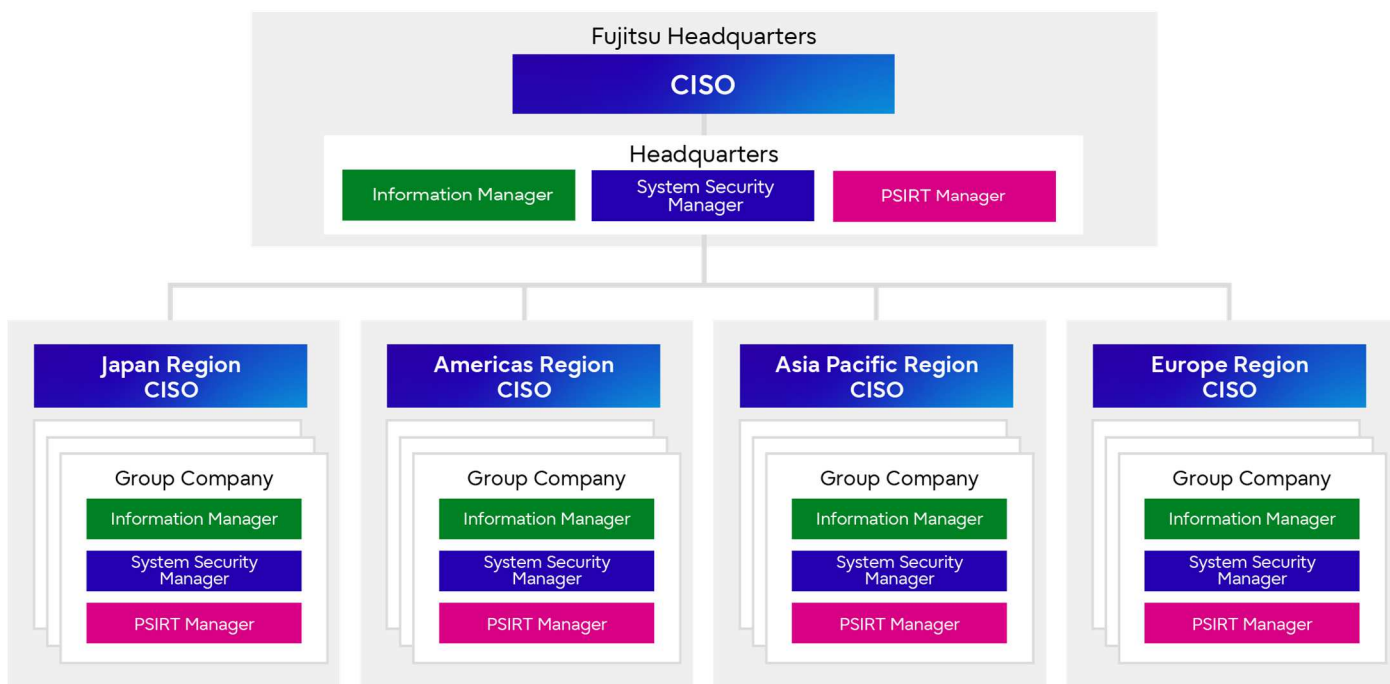 Fujitsu Headquarters
CISO
Headquarters
Information Manager
System Security
Manager
PSIRT Manager
Japan Region
CISO
Group Company
Information Manager
System Security
Manager
PSIRT Manager
Americas Region
CISO
Group Company
Information Manager
System Security
Manager
PSIRT Manager
Asia Pacific Region
CISO
Group Company
Information Manager
System Security
Manager
PSIRT Manager
Europe Region
CISO
Group Company
Information Manager
System Security
Manager
PSIRT Manager